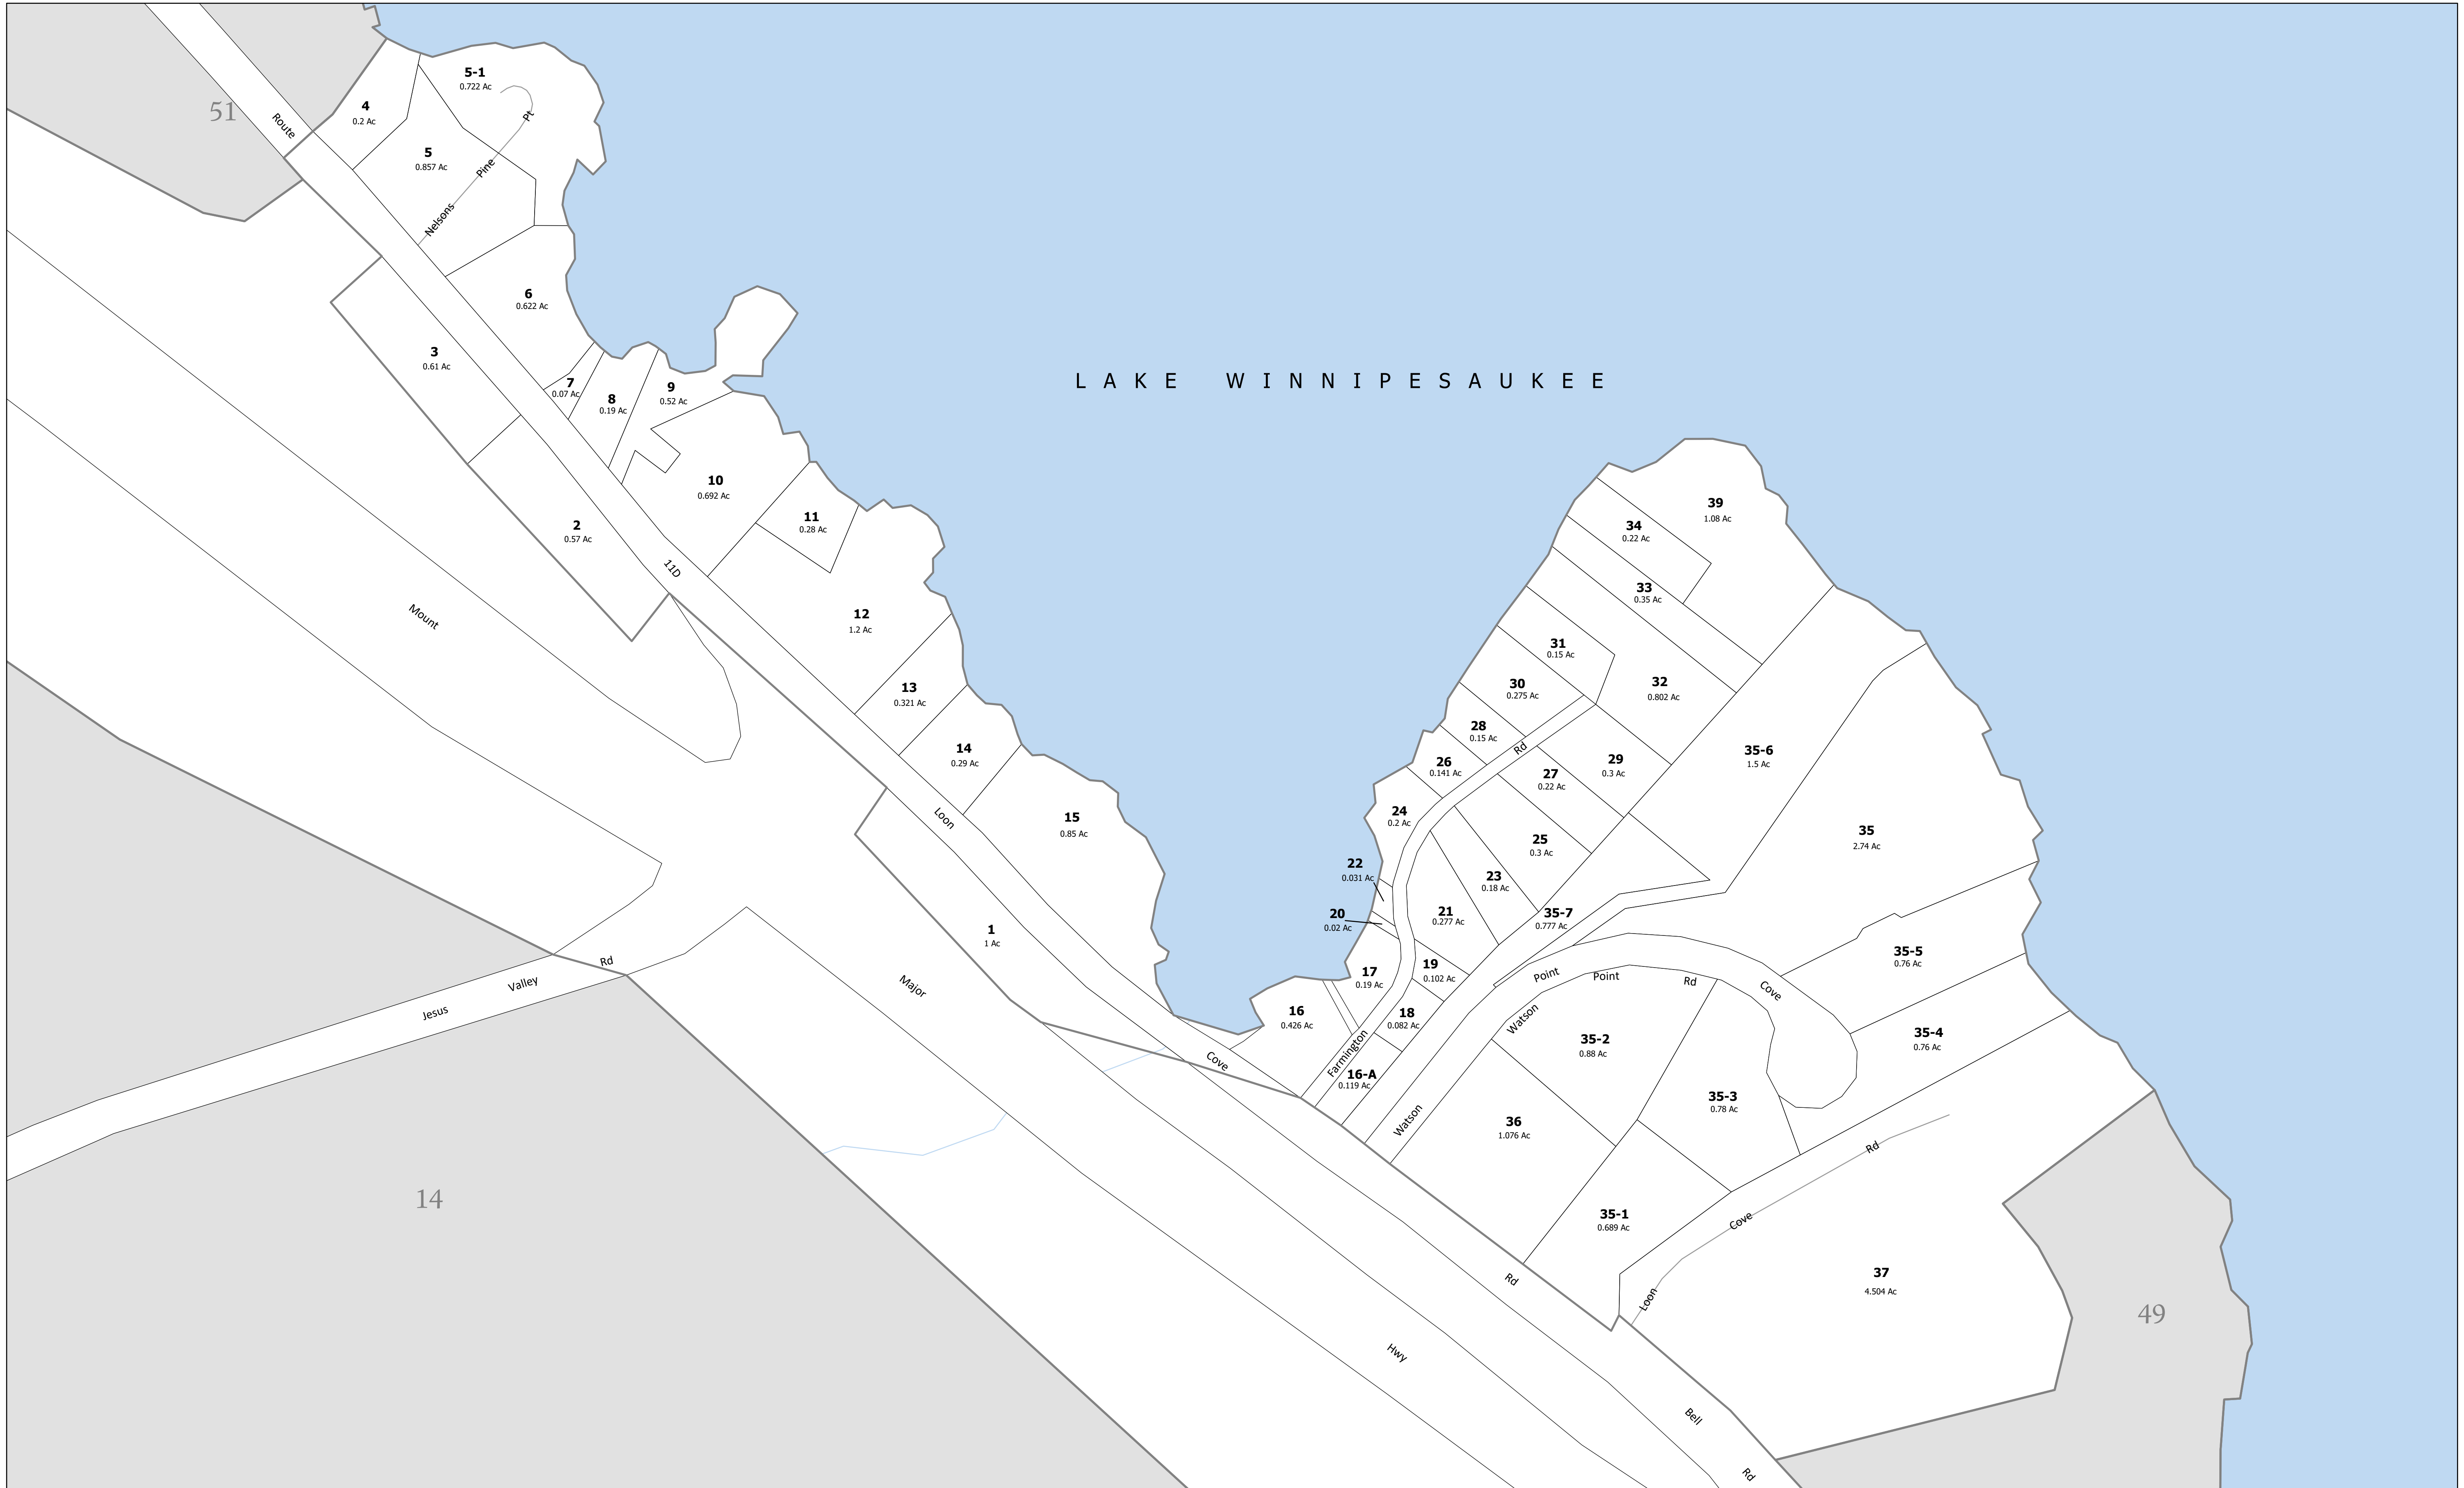 5-1
0.722 Ac
4
0.2 Ac
51
Route
Pt
5
0.857 Ac
Pine
Nelsons
6
0.622 Ac
3
0.61 Ac
7
0.07 Ac
8
0.19 Ac
9
0.52 Ac
LAKE WINNIPESAUKEE
10
0.692 Ac
11
0.28 Ac
2
0.57 Ac
11D
39
1.08 Ac
34
0.22 Ac
33
0.35 Ac
Mount
12
1.2 Ac
31
0.15 Ac
30
0.275 Ac
32
0.802 Ac
13
0.321 Ac
14
0.29 Ac
28
0.15 Ac
Rd
26
0.141 Ac
27
0.22 Ac
29
0.3 Ac
35-6
1.5 Ac
Loon
15
0.85 Ac
24
0.2 Ac
25
0.3 Ac
35
2.74 Ac
22
0.031 Ac
23
0.18 Ac
20
0.02 Ac
21
0.277 Ac
35-7
0.777 Ac
1
1 Ac
Rd
Valley
Jesus
Major
17
0.19 Ac
19
0.102 Ac
Point
Point
Rd
Cove
35-5
0.76 Ac
16
0.426 Ac
18
0.082 Ac
Watson
35-2
0.88 Ac
35-4
0.76 Ac
Cove
Farmington
16-A
0.119 Ac
35-3
0.78 Ac
Watson
36
1.076 Ac
Rd
14
35-1
0.689 Ac
Cove
Rd
Loon
37
4.504 Ac
49
Hwy
Bell
Rd